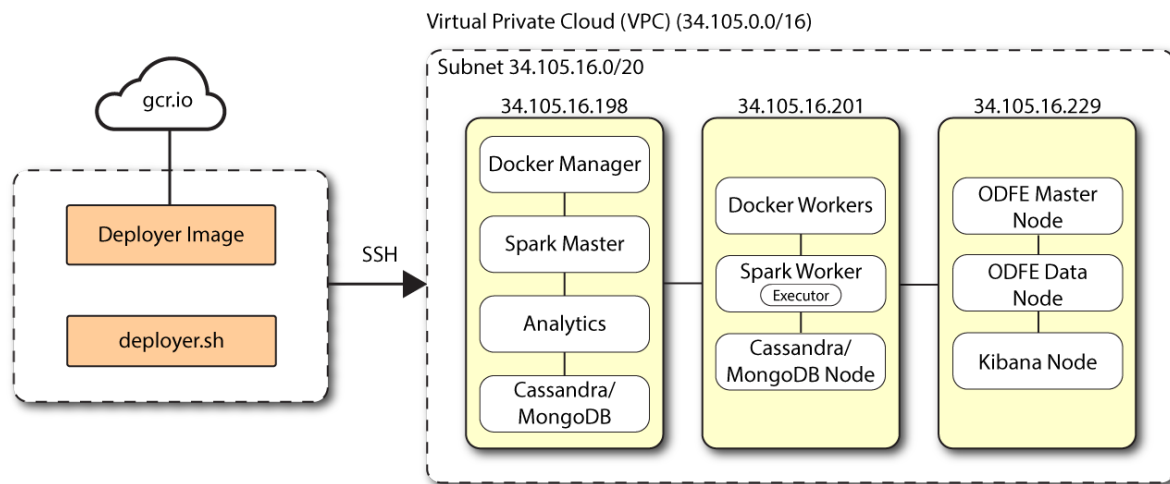 Virtual Private Cloud (VPC) (34.105.0.0/16)
Subnet 34.105.16.0/20
gcr.io
Deployer Image
deployer.sh
SSH
34.105.16.198
Docker Manager
Spark Master
Analytics
Cassandra/
MongoDB
34.105.16.201
Docker Workers
Spark Worker
Executor
Cassandra/
MongoDB Node
34.105.16.229
ODFE Master
Node
ODFE Data
Node
Kibana Node